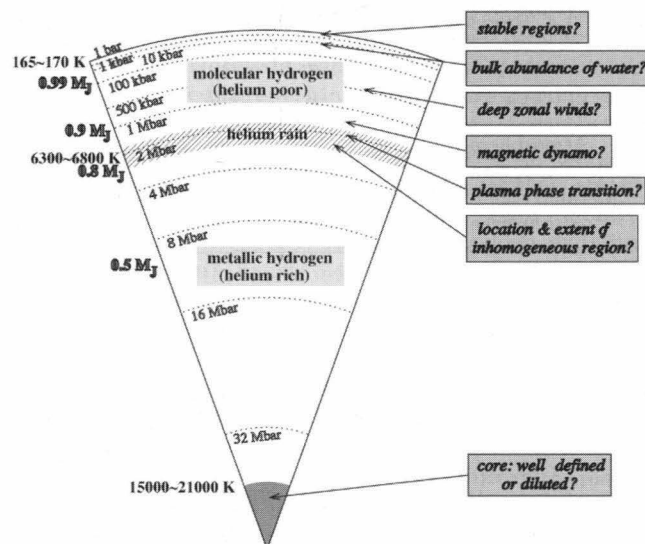 1 bar
165~170 K
1 kbar
10 kbar
0.99 MJ
100 kbar
500 kbar
molecular hydrogen
(helium poor)
0.9 MJ
1 Mbar
helium rain
6300~6800 K
2 Mbar
0.8 MJ
4 Mbar
8 Mbar
0.5 MJ
metallic hydrogen
(helium rich)
16 Mbar
32 Mbar
15000~21000 K
stable regions?
bulk abundance of water?
deep zonal winds?
magnetic dynamo?
plasma phase transition?
location & extent of
inhomogeneous region?
core: well defined
or diluted?